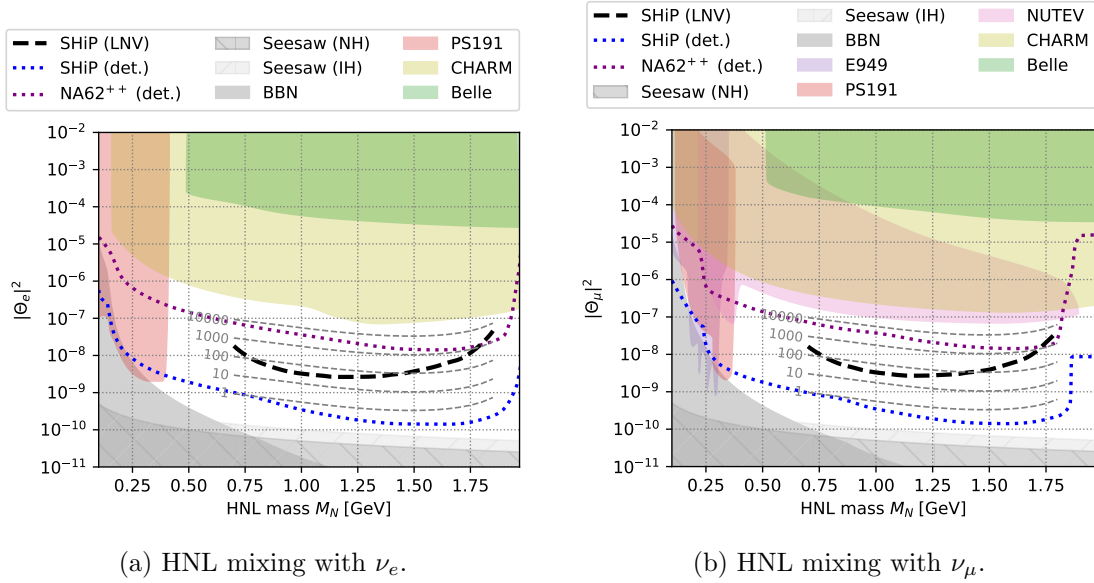 SHiP (LNV)
SHiP (det.)
NA62⁺⁺ (det.)
Seesaw (NH)
Seesaw (IH)
BBN
PS191
CHARM
Belle
10⁻²
10⁻³
10⁻⁴
10⁻⁵
10⁻⁶
10⁻⁷
10⁻⁸
10⁻⁹
10⁻¹⁰
10⁻¹¹
|Θₑ|²
10000
1000
100
10
1
0.25 0.50 0.75 1.00 1.25 1.50 1.75
HNL mass M_N [GeV]
(a) HNL mixing with νₑ.
SHiP (LNV)
SHiP (det.)
NA62⁺⁺ (det.)
Seesaw (NH)
Seesaw (IH)
BBN
E949
PS191
NUTEV
CHARM
Belle
10⁻²
10⁻³
10⁻⁴
10⁻⁵
10⁻⁶
10⁻⁷
10⁻⁸
10⁻⁹
10⁻¹⁰
10⁻¹¹
|Θ_μ|²
10000
1000
100
10
1
0.25 0.50 0.75 1.00 1.25 1.50 1.75
HNL mass M_N [GeV]
(b) HNL mixing with ν_μ.